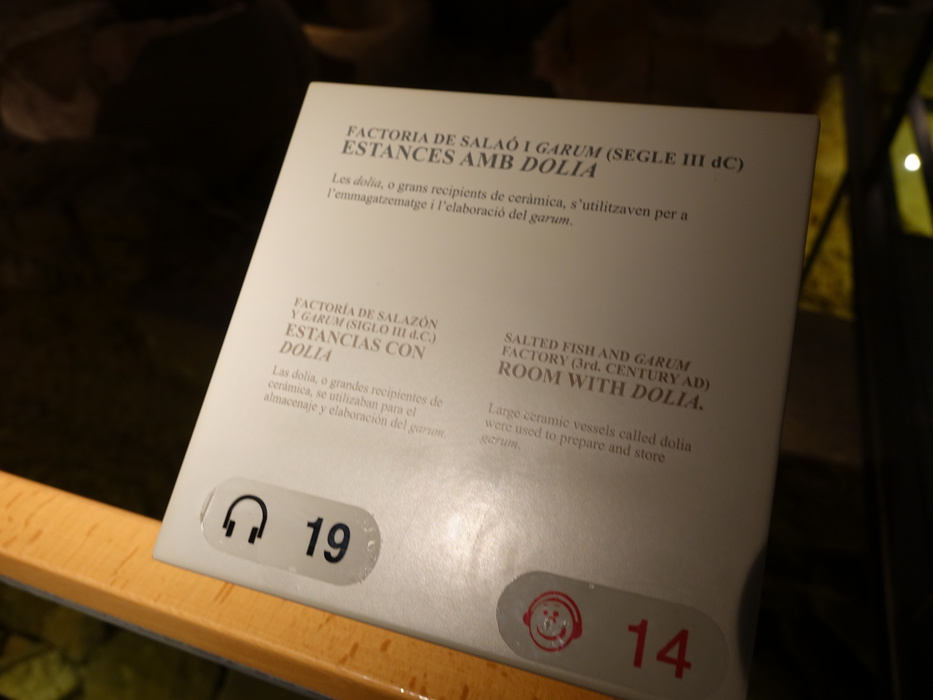 FACTORIA DE SALAÓ I GARUM (SEGLE III dC)
ESTANCES AMB DOLIA
Les dolia, o grans recipients de ceràmica, s'utilitzaven per a
l'emmagatzematge i l'elaboració del garum.
FACTORÍA DE SALAZÓN
Y GARUM (SIGLO III d.C.)
ESTANCIAS CON
DOLIA
Las dolia, o grandes recipientes de
cerámica, se utilizaban para el
almacenaje y elaboración del garum.
SALTED FISH AND GARUM
FACTORY (3rd. CENTURY AD)
ROOM WITH DOLIA.
Large ceramic vessels called dolia
were used to prepare and store
garum.
19
14